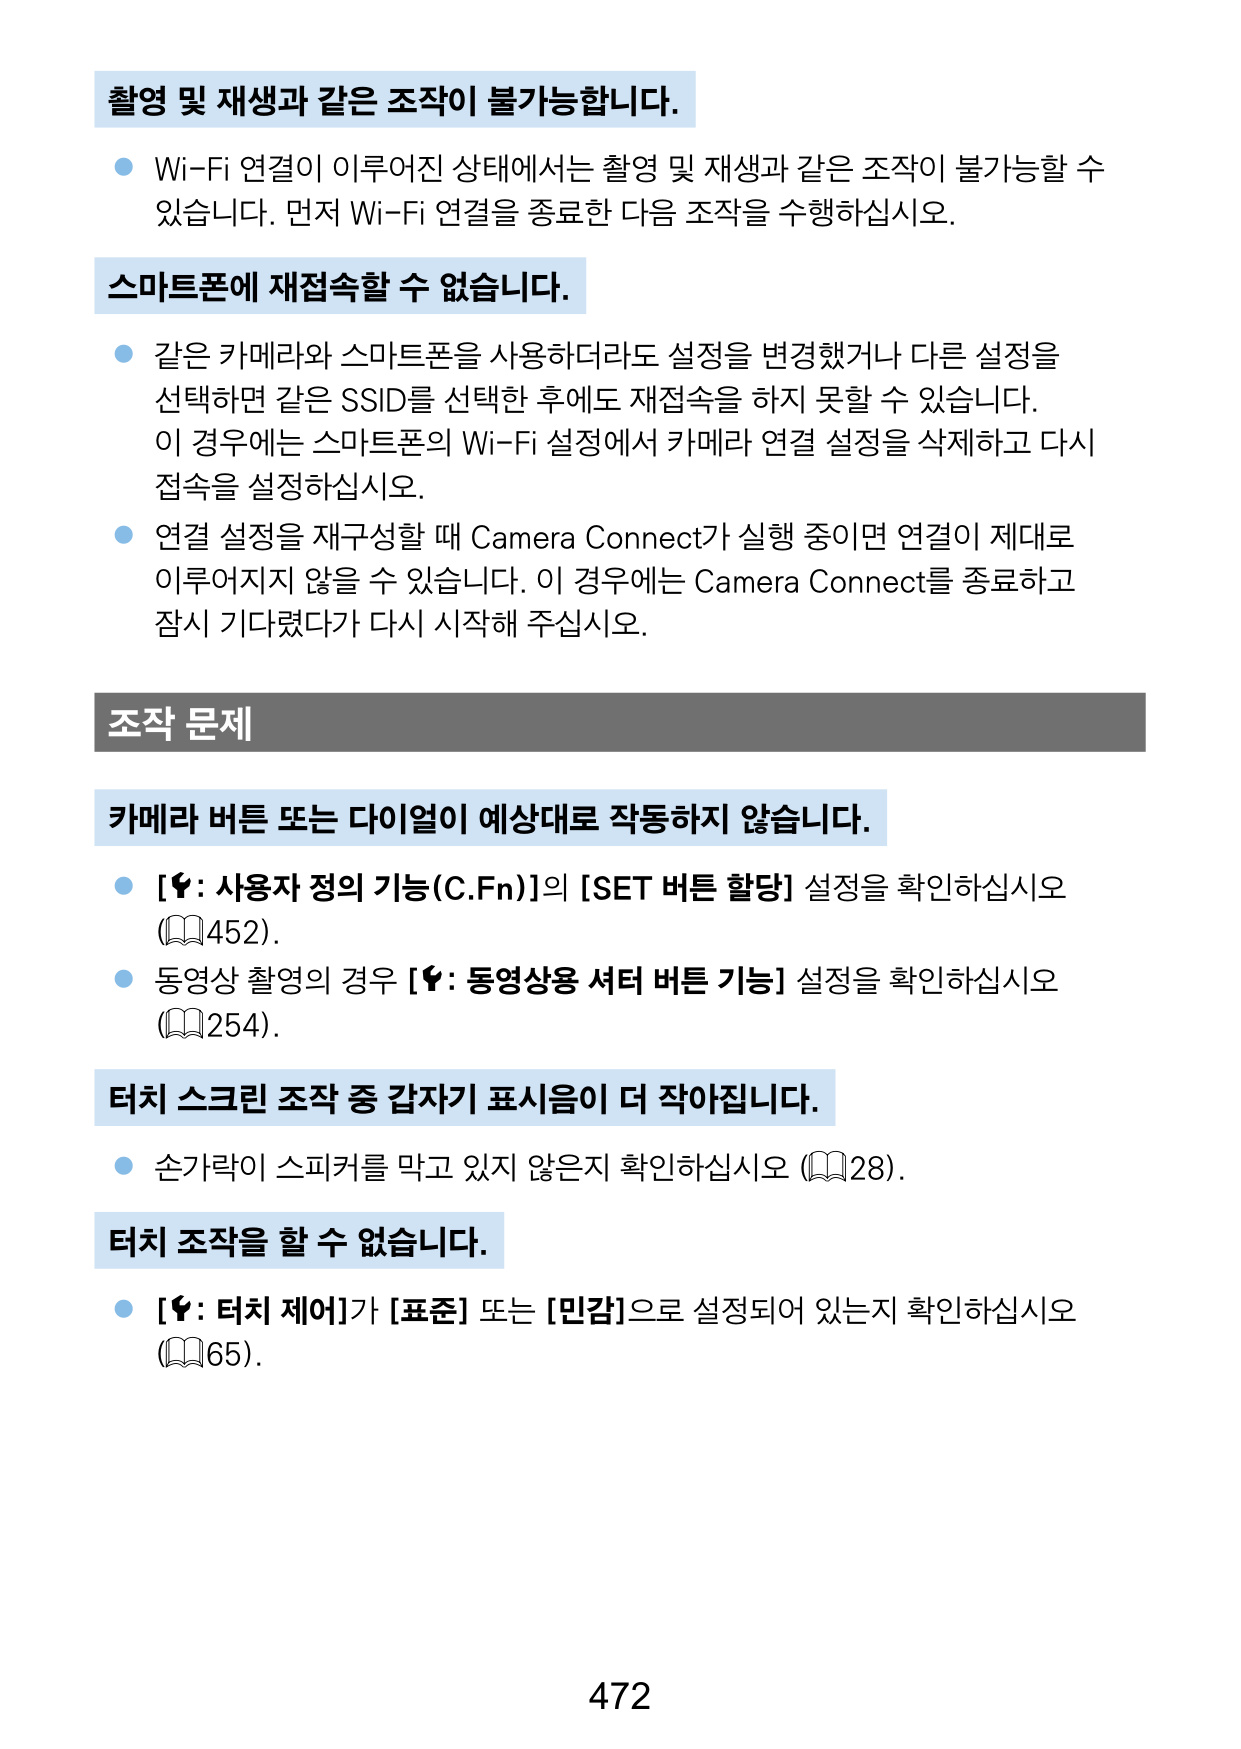 촬영 및 재생과 같은 조작이 불가능합니다.
● Wi-Fi 연결이 이루어진 상태에서는 촬영 및 재생과 같은 조작이 불가능할 수
있습니다. 먼저 Wi-Fi 연결을 종료한 다음 조작을 수행하십시오.
스마트폰에 재접속할 수 없습니다.
● 같은 카메라와 스마트폰을 사용하더라도 설정을 변경했거나 다른 설정을
선택하면 같은 SSID를 선택한 후에도 재접속을 하지 못할 수 있습니다.
이 경우에는 스마트폰의 Wi-Fi 설정에서 카메라 연결 설정을 삭제하고 다시
접속을 설정하십시오.
● 연결 설정을 재구성할 때 Camera Connect가 실행 중이면 연결이 제대로
이루어지지 않을 수 있습니다. 이 경우에는 Camera Connect를 종료하고
잠시 기다렸다가 다시 시작해 주십시오.
조작 문제
카메라 버튼 또는 다이얼이 예상대로 작동하지 않습니다.
● [: 사용자 정의 기능(C.Fn)]의 [SET 버튼 할당] 설정을 확인하십시오
(452).
● 동영상 촬영의 경우 [: 동영상용 셔터 버튼 기능] 설정을 확인하십시오
(254).
터치 스크린 조작 중 갑자기 표시음이 더 작아집니다.
● 손가락이 스피커를 막고 있지 않은지 확인하십시오 (28).
터치 조작을 할 수 없습니다.
● [: 터치 제어]가 [표준] 또는 [민감]으로 설정되어 있는지 확인하십시오
(65).
472